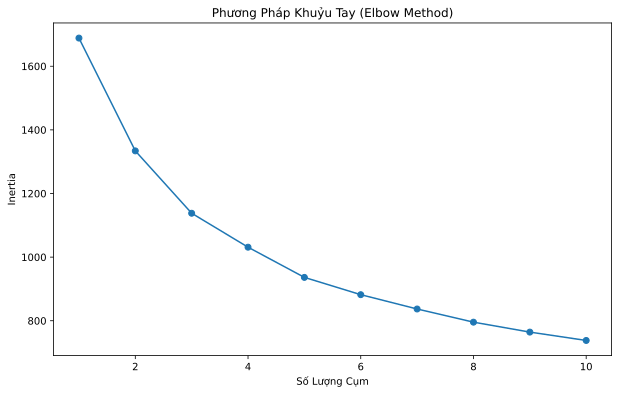 Phương Pháp Khuỷu Tay (Elbow Method)
1600
1400
1200
1000
800
Inertia
2 4 6 8 10
Số Lượng Cụm